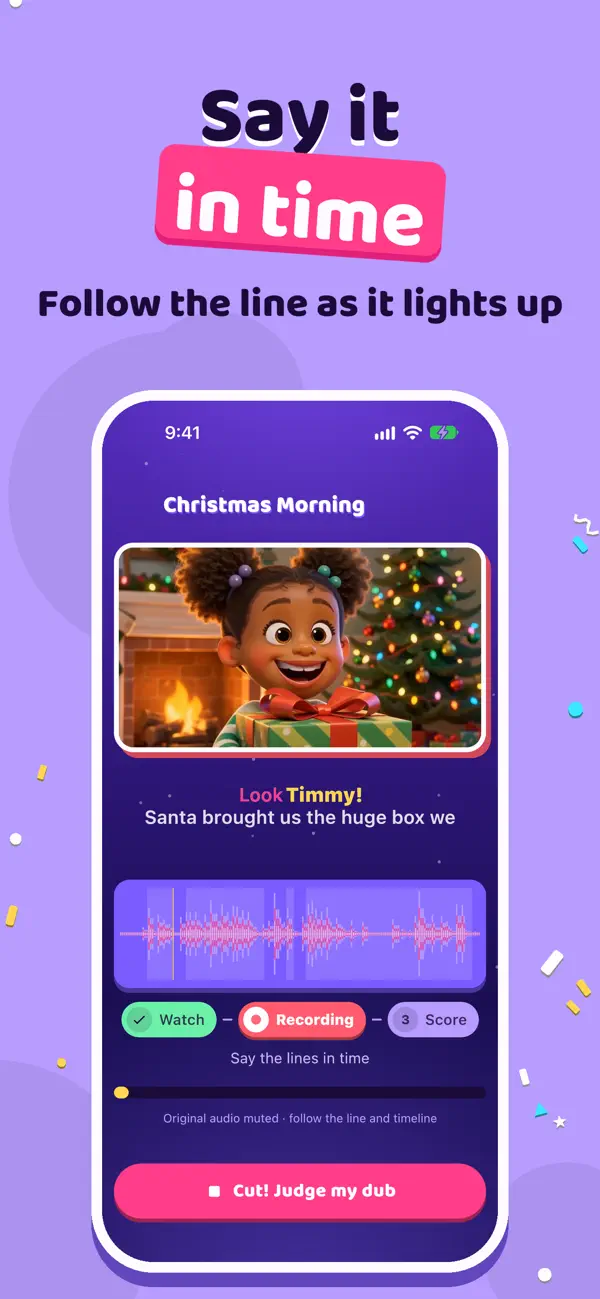 Say it
in time
Follow the line as it lights up
9:41
Christmas Morning
Look Timmy!
Santa brought us the huge box we
Watch
Recording
3 Score
Say the lines in time
Original audio muted · follow the line and timeline
Cut! Judge my dub